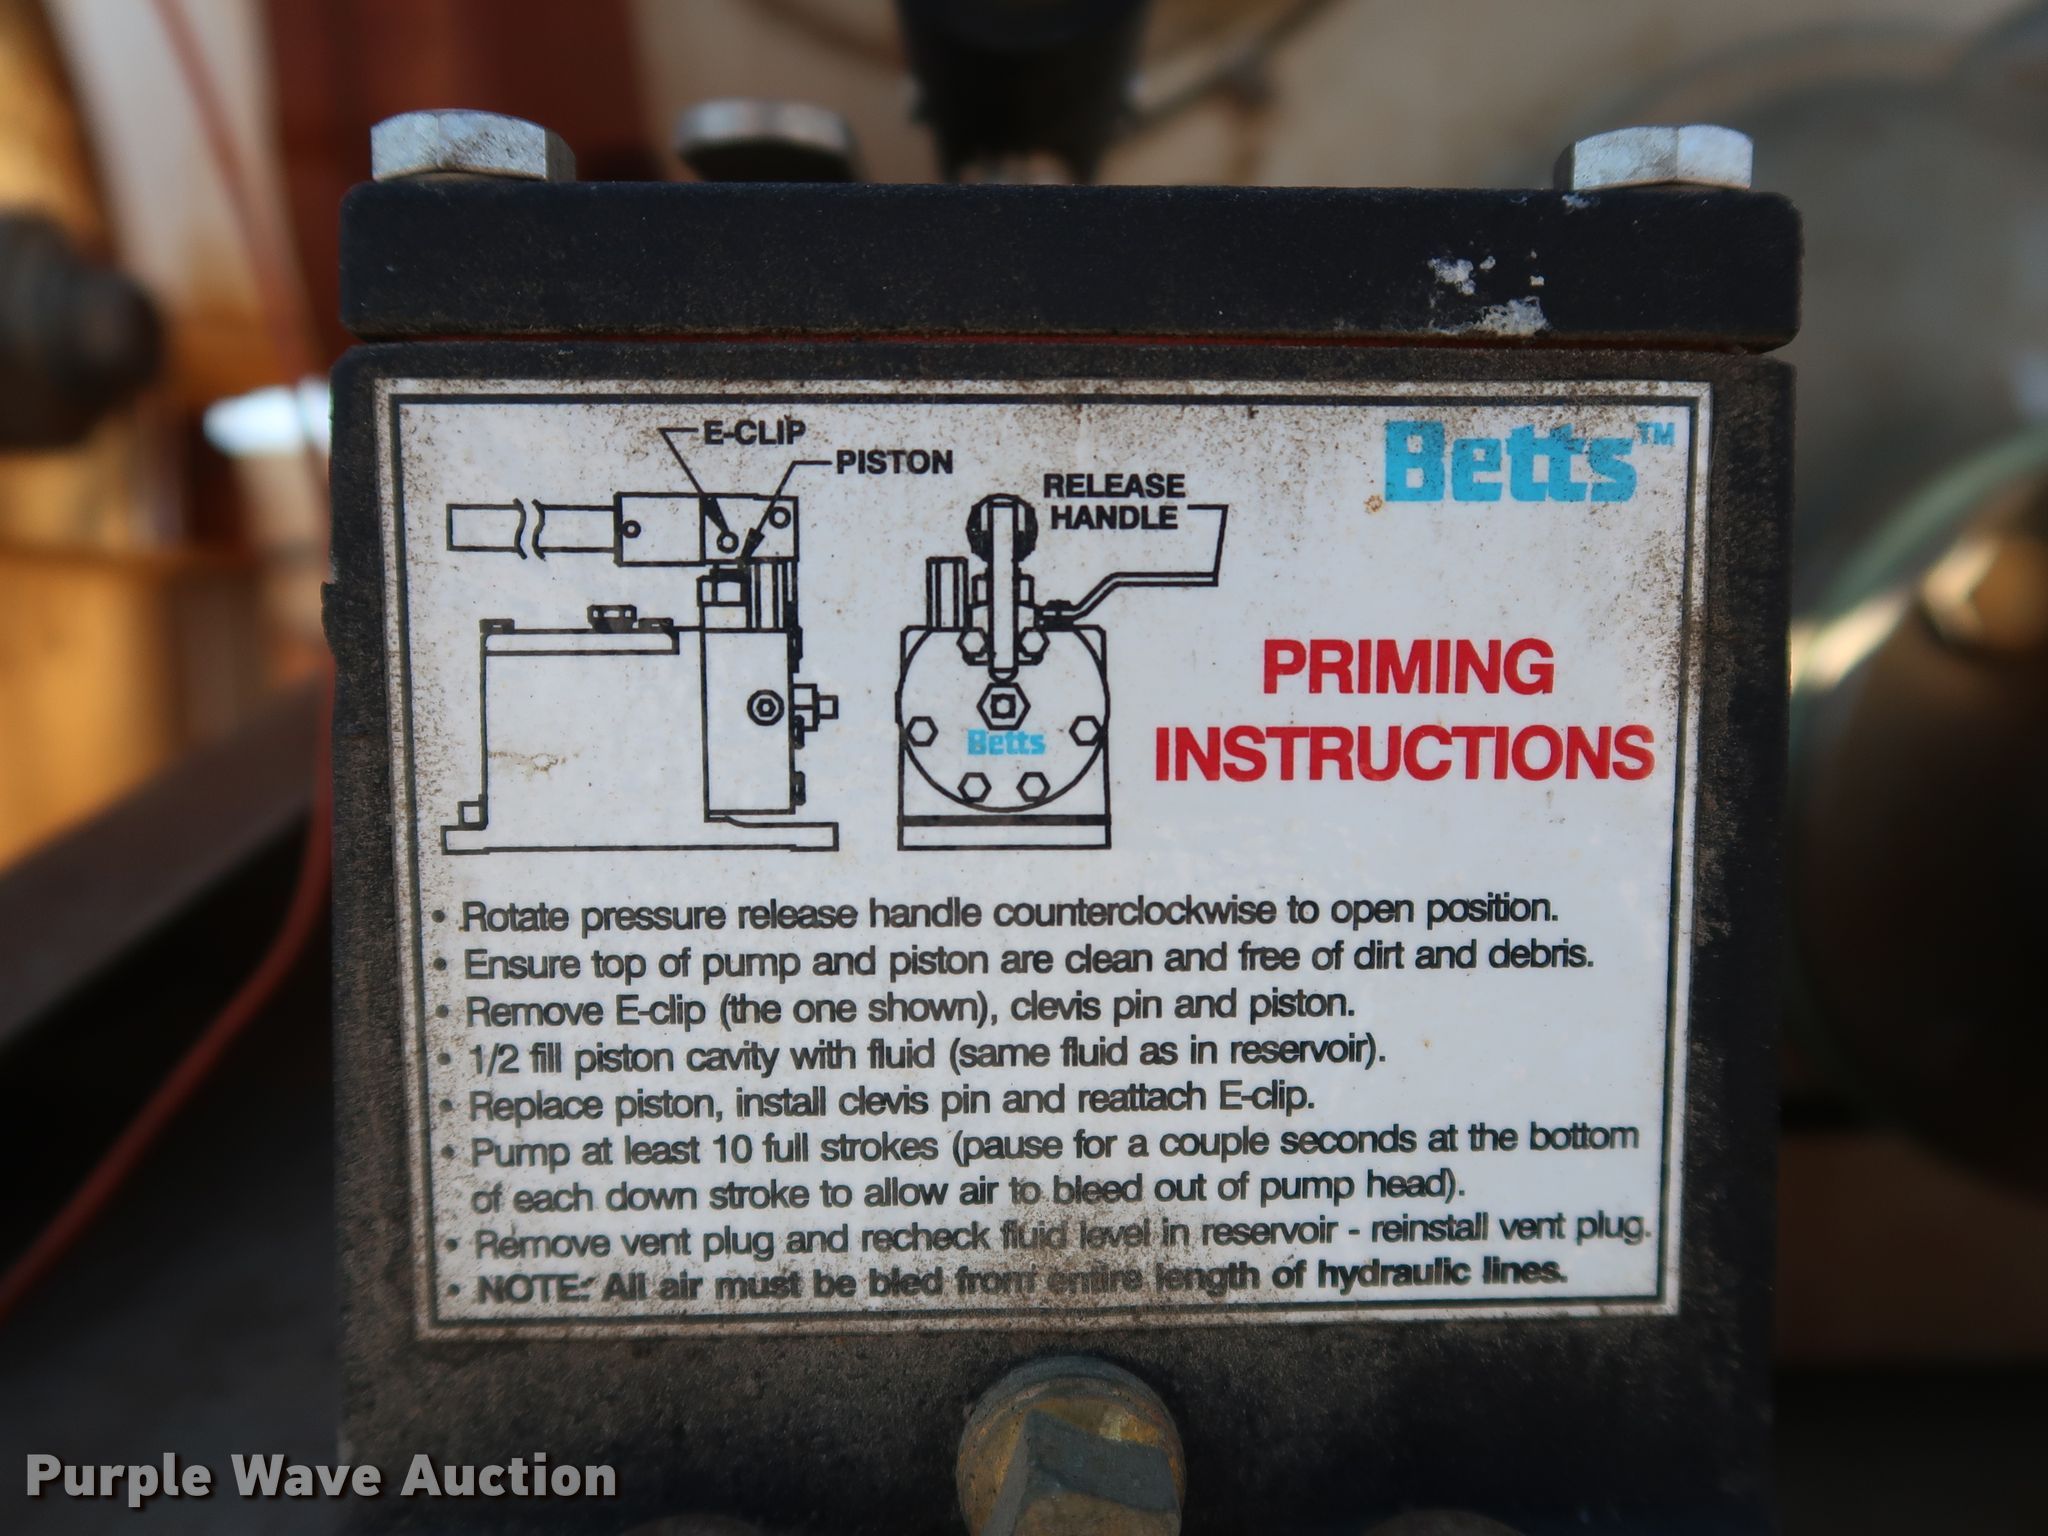 E-CLIP
PISTON
RELEASE
HANDLE
Betts™
Betts
PRIMING
INSTRUCTIONS
• Rotate pressure release handle counterclockwise to open position.
• Ensure top of pump and piston are clean and free of dirt and debris.
• Remove E-clip (the one shown), clevis pin and piston.
• 1/2 fill piston cavity with fluid (same fluid as in reservoir).
• Replace piston, install clevis pin and reattach E-clip.
• Pump at least 10 full strokes (pause for a couple seconds at the bottom
of each down stroke to allow air to bleed out of pump head).
• Remove vent plug and recheck fluid level in reservoir - reinstall vent plug.
• NOTE: All air must be bled from entire length of hydraulic lines.
Purple Wave Auction